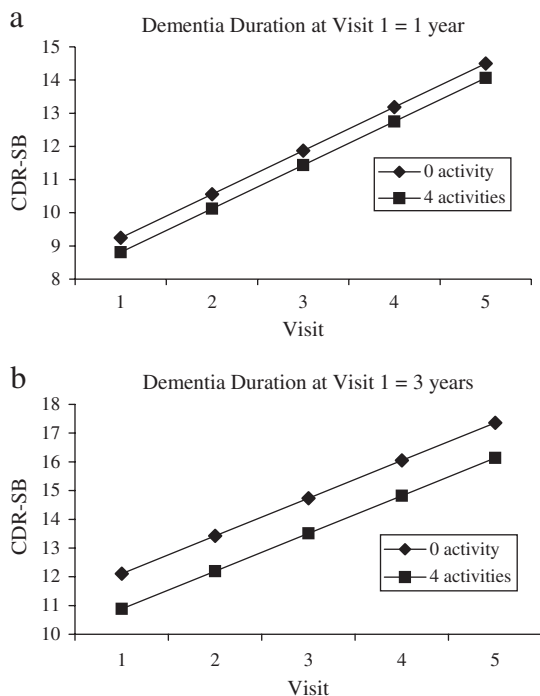 a
Dementia Duration at Visit 1 = 1 year
15
14
13
12
11
10
9
8
CDR-SB
0 activity
4 activities
1 2 3 4 5
Visit
b
Dementia Duration at Visit 1 = 3 years
18
17
16
15
14
13
12
11
10
CDR-SB
0 activity
4 activities
1 2 3 4 5
Visit